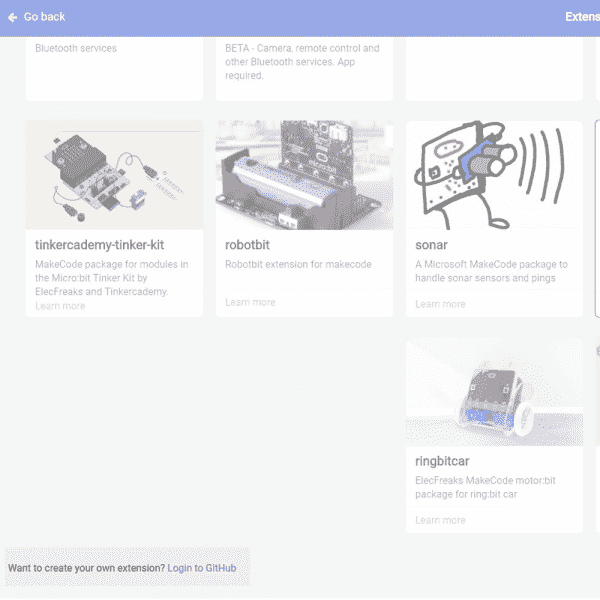 Go back
Extens
Bluetooth services
BETA - Camera, remote control and
other Bluetooth services. App
required.
tinkercademy-tinker-kit
MakeCode package for modules in
the Micro:bit Tinker Kit by
ElecFreaks and Tinkercademy.
Learn more
robotbit
Robotbit extension for makecode
Learn more
sonar
A Microsoft MakeCode package to
handle sonar sensors and pings
Learn more
ringbitcar
ElecFreaks MakeCode motor:bit
package for ring:bit car
Learn more
Want to create your own extension? Login to GitHub